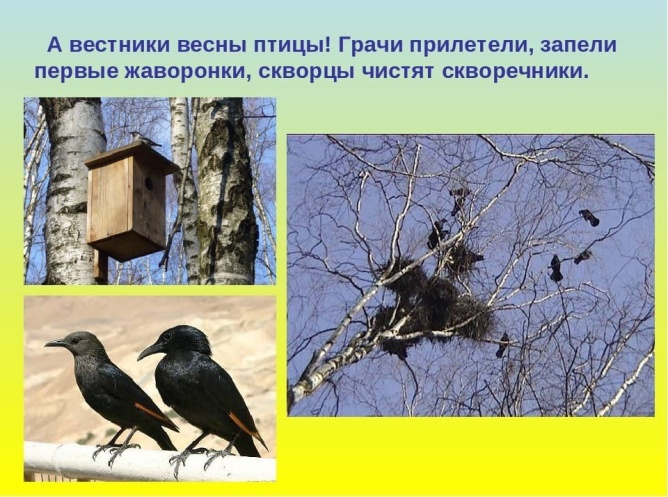 А вестники весны птицы! Грачи прилетели, запели
первые жаворонки, скворцы чистят скворечники.